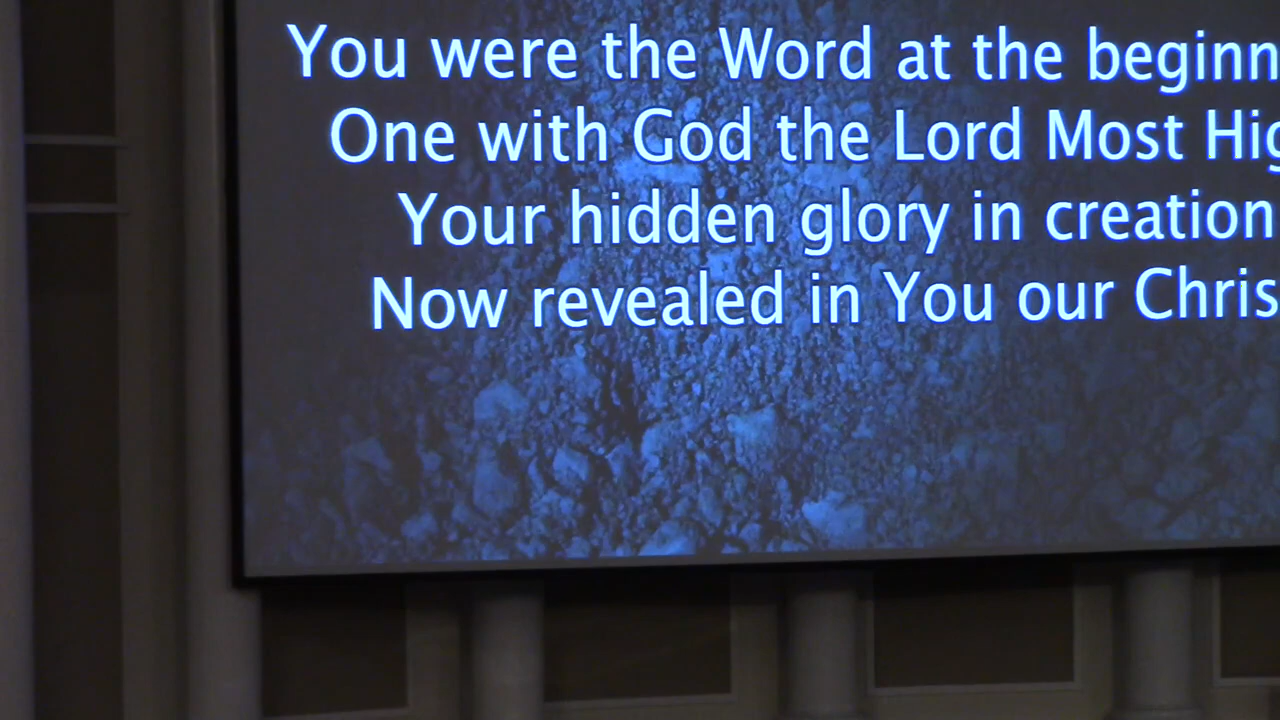 You were the Word at the beginn
One with God the Lord Most Hig
Your hidden glory in creation
Now revealed in You our Chris